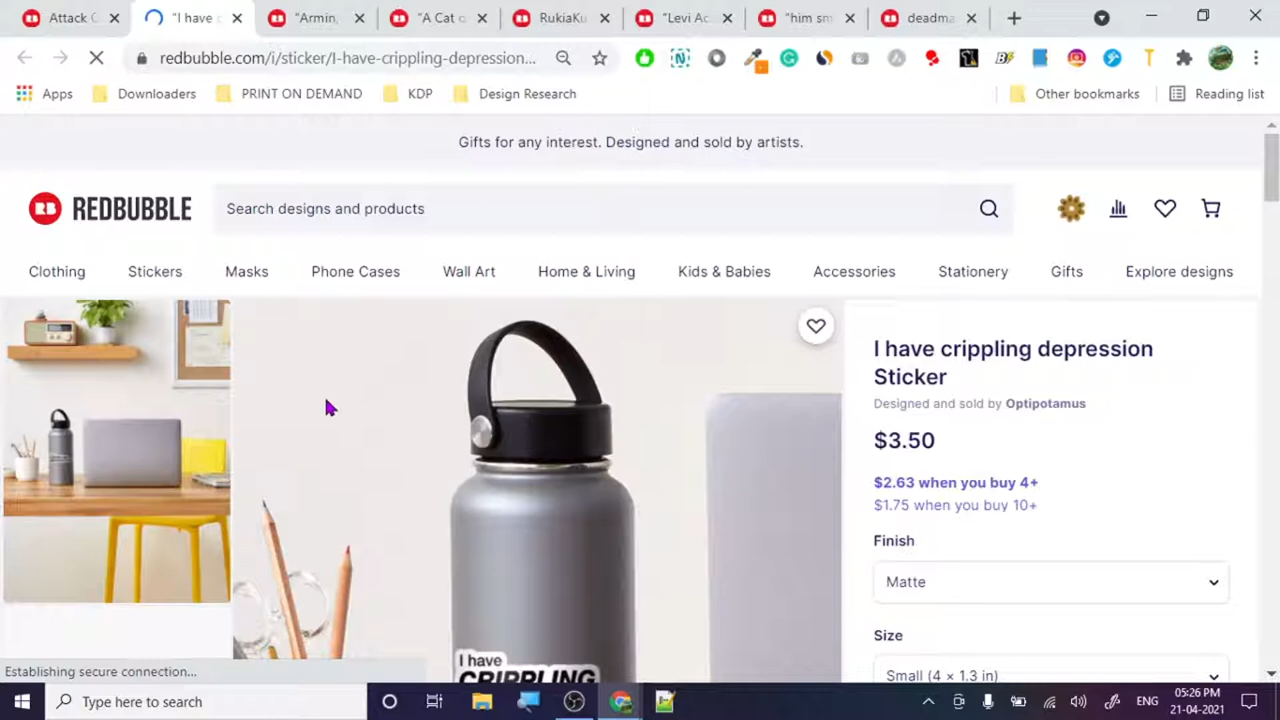 Attack C
"I have c
"Armin,
"A Cat o
RukiaKu
"Levi Ac
"him sm
deadma
redbubble.com/i/sticker/I-have-crippling-depression...
Apps
Downloaders
PRINT ON DEMAND
KDP
Design Research
Other bookmarks
Reading list
Gifts for any interest. Designed and sold by artists.
RB REDBUBBLE
Search designs and products
Clothing
Stickers
Masks
Phone Cases
Wall Art
Home & Living
Kids & Babies
Accessories
Stationery
Gifts
Explore designs
I have crippling depression
Sticker
Designed and sold by Optipotamus
$3.50
$2.63 when you buy 4+
$1.75 when you buy 10+
Finish
Matte
Size
Small (4 × 1.3 in)
I have
CRIPPLING
Establishing secure connection...
Type here to search
ENG
05:26 PM
21-04-2021